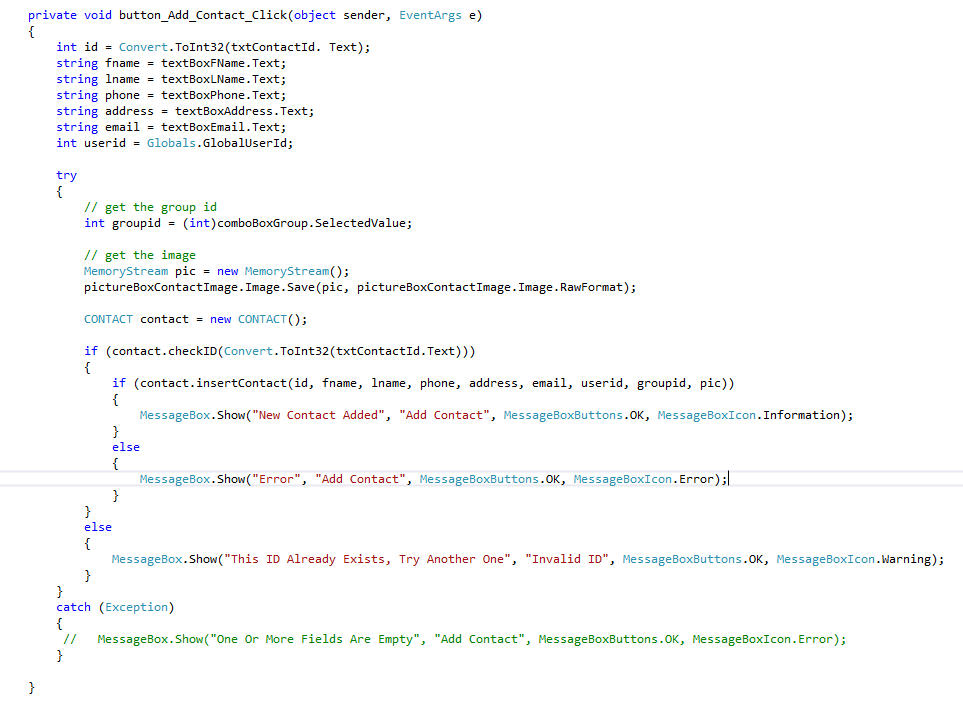 private void button_Add_Contact_Click(object sender, EventArgs e)
{
    int id = Convert.ToInt32(txtContactId. Text);
    string fname = textBoxFName.Text;
    string lname = textBoxLName.Text;
    string phone = textBoxPhone.Text;
    string address = textBoxAddress.Text;
    string email = textBoxEmail.Text;
    int userid = Globals.GlobalUserId;

    try
    {
        // get the group id
        int groupid = (int)comboBoxGroup.SelectedValue;

        // get the image
        MemoryStream pic = new MemoryStream();
        pictureBoxContactImage.Image.Save(pic, pictureBoxContactImage.Image.RawFormat);

        CONTACT contact = new CONTACT();

        if (contact.checkID(Convert.ToInt32(txtContactId.Text)))
        {
            if (contact.insertContact(id, fname, lname, phone, address, email, userid, groupid, pic))
            {
                MessageBox.Show("New Contact Added", "Add Contact", MessageBoxButtons.OK, MessageBoxIcon.Information);
            }
            else
            {
                MessageBox.Show("Error", "Add Contact", MessageBoxButtons.OK, MessageBoxIcon.Error);
            }
        }
        else
        {
            MessageBox.Show("This ID Already Exists, Try Another One", "Invalid ID", MessageBoxButtons.OK, MessageBoxIcon.Warning);
        }
    }
    catch (Exception)
    {
     //   MessageBox.Show("One Or More Fields Are Empty", "Add Contact", MessageBoxButtons.OK, MessageBoxIcon.Error);
    }

}